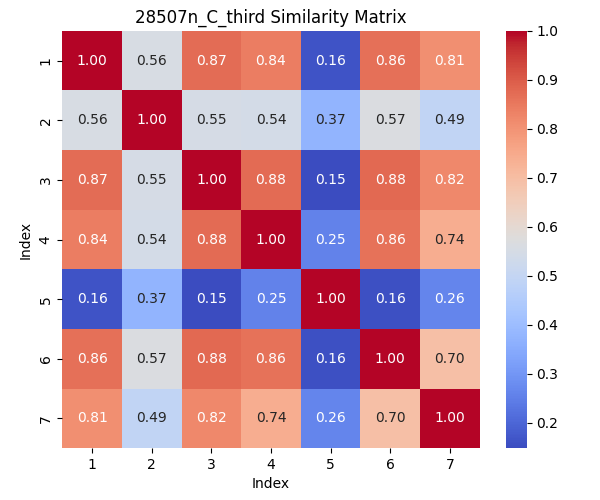 28507n_C_third Similarity Matrix
1 1.00 0.56 0.87 0.84 0.16 0.86 0.81
2 0.56 1.00 0.55 0.54 0.37 0.57 0.49
3 0.87 0.55 1.00 0.88 0.15 0.88 0.82
4 0.84 0.54 0.88 1.00 0.25 0.86 0.74
5 0.16 0.37 0.15 0.25 1.00 0.16 0.26
6 0.86 0.57 0.88 0.86 0.16 1.00 0.70
7 0.81 0.49 0.82 0.74 0.26 0.70 1.00
1 2 3 4 5 6 7
Index
Index
1.0
0.9
0.8
0.7
0.6
0.5
0.4
0.3
0.2